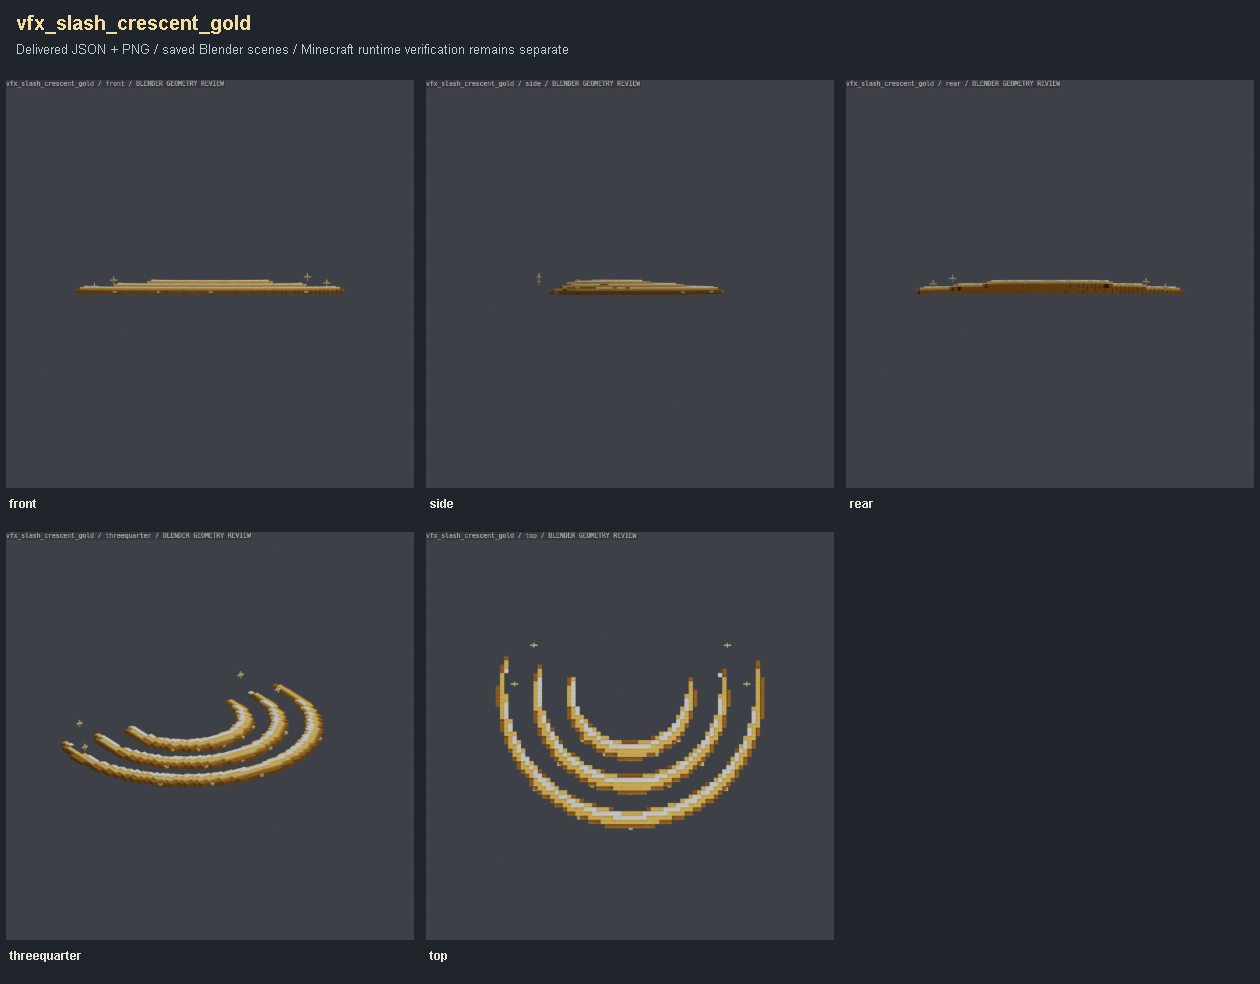 vfx_slash_crescent_gold
Delivered JSON + PNG / saved Blender scenes / Minecraft runtime verification remains separate
vfx_slash_crescent_gold / front / BLENDER GEOMETRY REVIEW
vfx_slash_crescent_gold / side / BLENDER GEOMETRY REVIEW
vfx_slash_crescent_gold / rear / BLENDER GEOMETRY REVIEW
front
side
rear
vfx_slash_crescent_gold / threequarter / BLENDER GEOMETRY REVIEW
vfx_slash_crescent_gold / top / BLENDER GEOMETRY REVIEW
threequarter
top